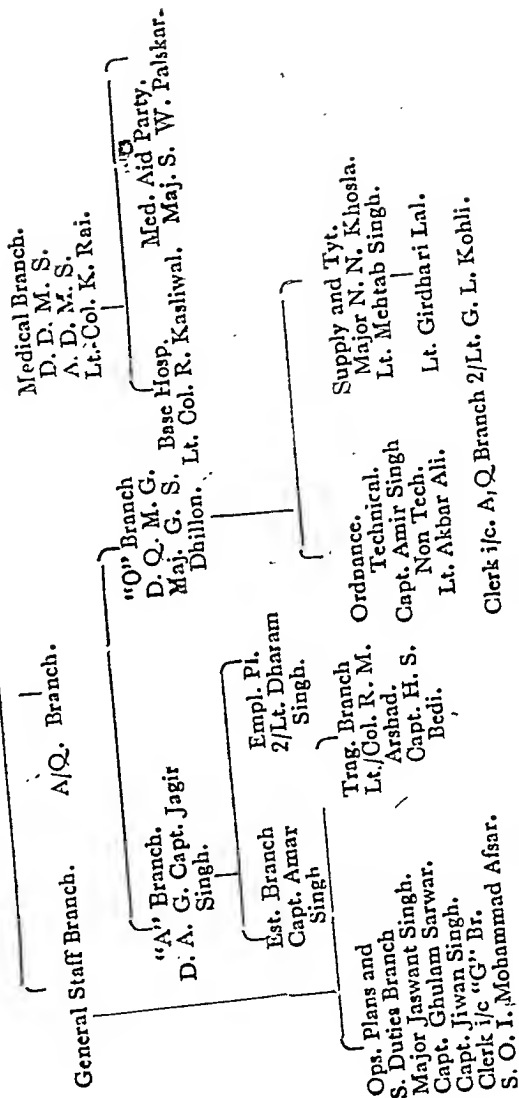 General Staff Branch.
A/Q. Branch.
Medical Branch.
D. D. M. S.
A. D. M. S.
Lt.-Col. K. Rai.
"A" Branch.
D. A. G. Capt. Jagir
Singh.
"O" Branch
D. Q. M. G.
Maj. G. S.
Dhillon.
Base Hosp.
Lt. Col. R. Kasliwal.
Med. Aid Party.
Maj. S. W. Palskar.
Est. Branch
Capt. Amar
Singh
Empl. Pl.
2/Lt. Dharam
Singh.
Ordnance.
Technical.
Capt. Amir Singh
Non Tech.
Lt. Akbar Ali.
Supply and Tyt.
Major N. N. Khosla.
Lt. Mehtab Singh.
Lt. Girdhari Lal.
Ops. Plans and
S. Duties Branch
Major Jaswant Singh.
Capt. Ghulam Sarwar.
Capt. Jiwan Singh.
Clerk i/c "G" Br.
S. O. I. Mohammad Afsar.
Trag. Branch
Lt./Col. R. M.
Arshad.
Capt. H. S.
Bedi.
Clerk i/c. A, Q Branch 2/Lt. G. L. Kohli.